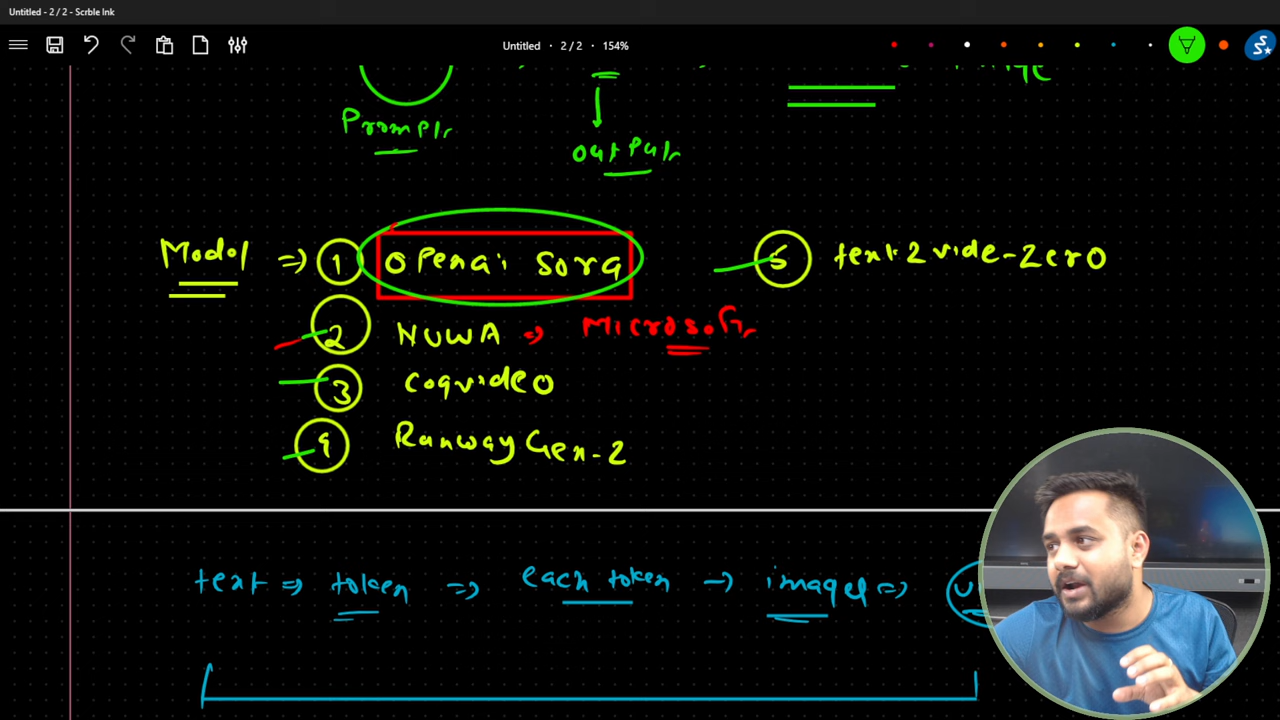 Untitled - 2 / 2 - Scrble Ink
Untitled • 2 / 2 • 154%
Prompt
output
Model => 1 openai Sora
2 NUWA => Microsoft
3 cogvideo
4 Runway Gen-2
5 text2vide-Zero
text => token => each token -> images =>